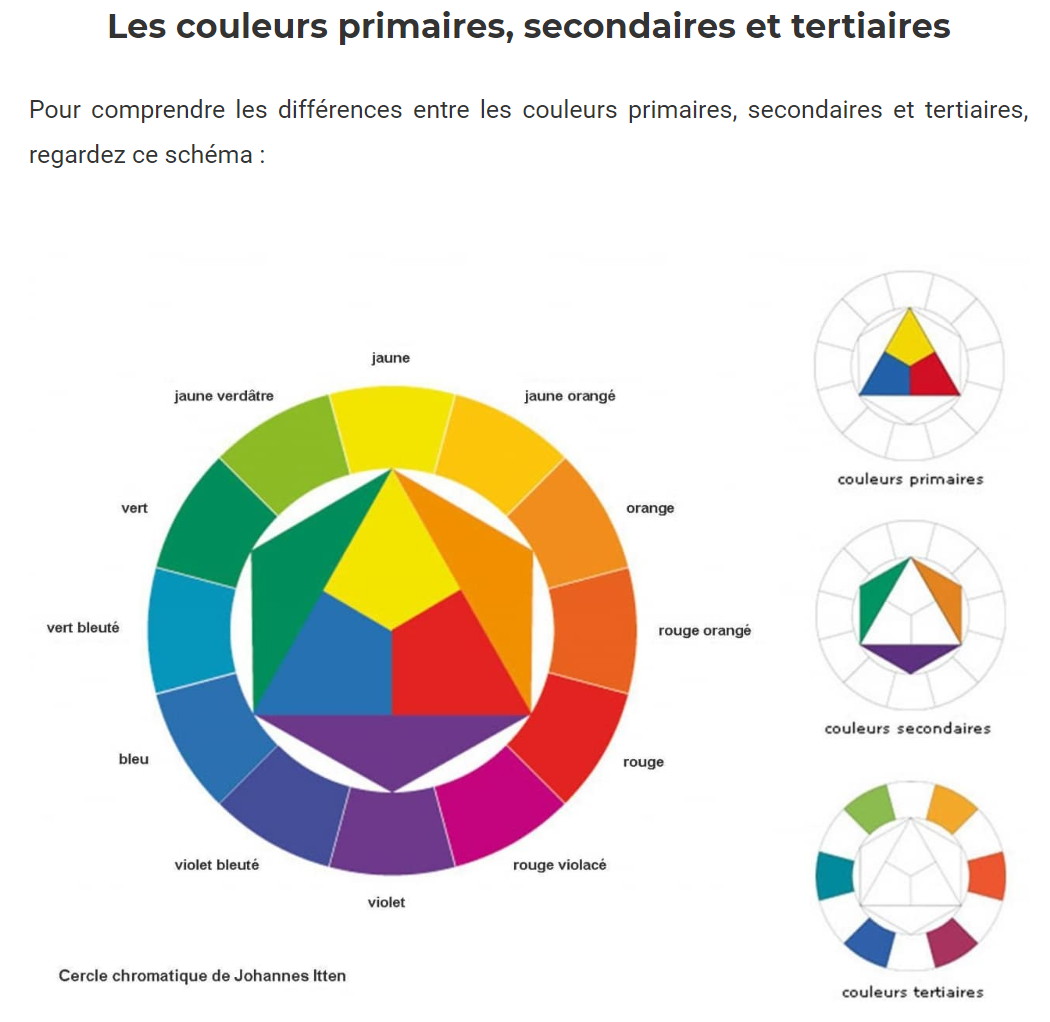 Les couleurs primaires, secondaires et tertiaires
Pour comprendre les différences entre les couleurs primaires, secondaires et tertiaires,
regardez ce schéma :
jaune
jaune verdâtre
jaune orangé
vert
orange
vert bleuté
rouge orangé
bleu
rouge
violet bleuté
rouge violacé
violet
Cercle chromatique de Johannes Itten
couleurs primaires
couleurs secondaires
couleurs tertiaires